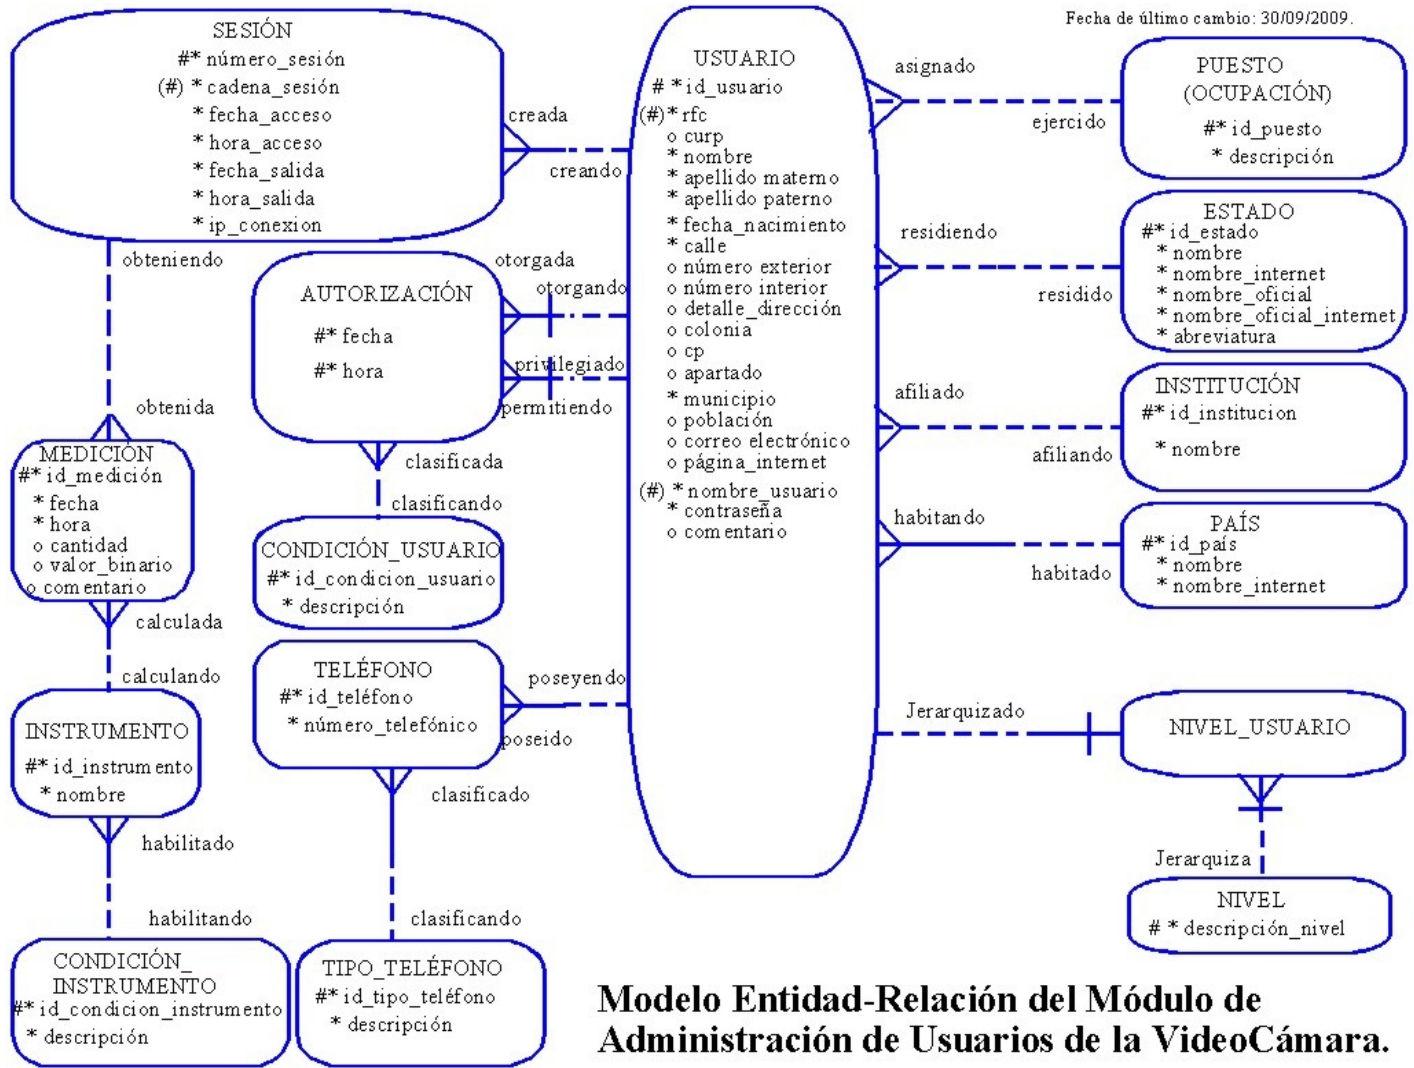 Fecha de último cambio: 30/09/2009.
SESIÓN
#* número_sesión
(#) * cadena_sesión
* fecha_acceso
* hora_acceso
* fecha_salida
* hora_salida
* ip_conexion
creada
creando
obteniendo
obtenida
AUTORIZACIÓN
#* fecha
#* hora
otorgada
otorgando
privilegiado
permitiendo
clasificada
clasificando
MEDICIÓN
#* id_medición
* fecha
* hora
o cantidad
o valor_binario
o comentario
calculada
calculando
CONDICIÓN_USUARIO
#* id_condicion_usuario
* descripción
TELÉFONO
#* id_teléfono
* número_telefónico
poseyendo
poseido
clasificado
clasificando
INSTRUMENTO
#* id_instrumento
* nombre
habilitado
habilitando
CONDICIÓN_
INSTRUMENTO
#* id_condicion_instrumento
* descripción
TIPO_TELÉFONO
#* id_tipo_teléfono
* descripción
USUARIO
# * id_usuario
(#) * rfc
o curp
* nombre
* apellido materno
* apellido paterno
* fecha_nacimiento
* calle
o número exterior
o número interior
o detalle_dirección
o colonia
o cp
o apartado
* municipio
o población
o correo electrónico
o página_internet
(#) * nombre_usuario
* contraseña
o comentario
asignado
ejercido
PUESTO
(OCUPACIÓN)
#* id_puesto
* descripción
residiendo
residido
ESTADO
#* id_estado
* nombre
* nombre_internet
* nombre_oficial
* nombre_oficial_internet
* abreviatura
afiliado
afiliando
INSTITUCIÓN
#* id_institucion
* nombre
habitando
habitado
PAÍS
#* id_país
* nombre
* nombre_internet
Jerarquizado
NIVEL_USUARIO
Jerarquiza
NIVEL
# * descripción_nivel
Modelo Entidad-Relación del Módulo de
Administración de Usuarios de la VideoCámara.